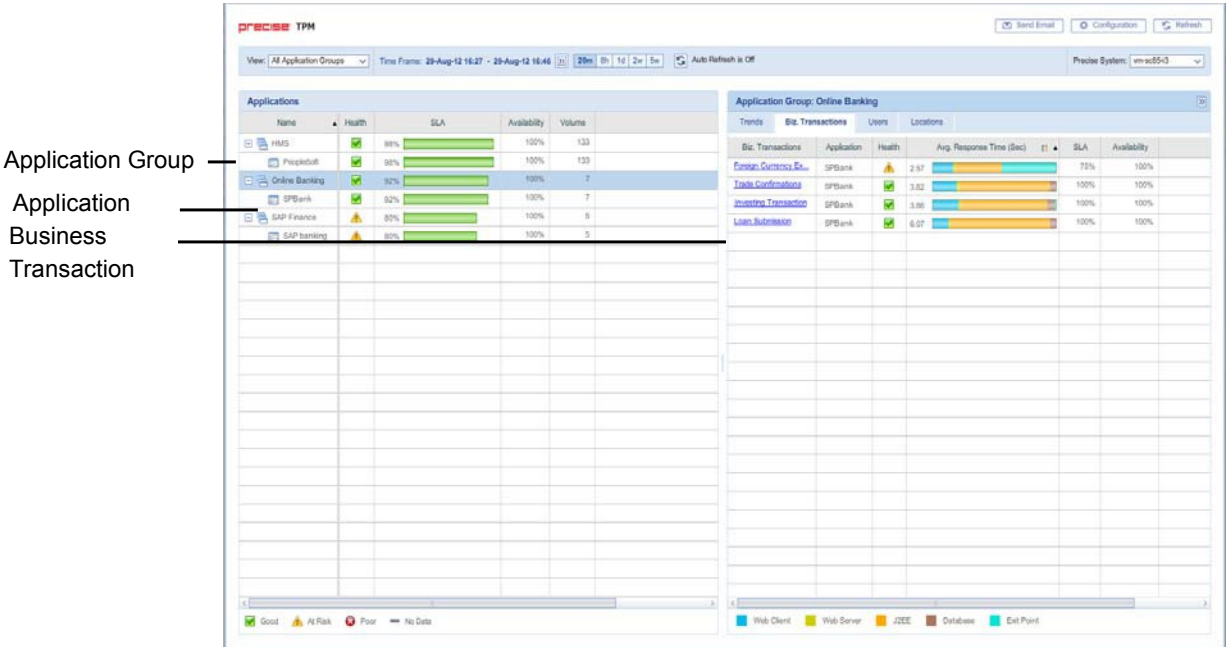 precise TPM
Send Email Configuration Refresh
View: All Application Groups Time Frame: 29-Aug-12 16:27 - 29-Aug-12 16:46 20m 8h 1d 2w 5w Auto Refresh is Off Precise System: vm-sc85-i3
Applications
Name Health SLA Availability Volume
HMS 98% 100% 133
PeopleSoft 98% 100% 133
Online Banking 92% 100% 7
SPBank 92% 100% 7
SAP Finance 80% 100% 5
SAP banking 80% 100% 5
Good At Risk Poor No Data
Application Group: Online Banking
Trends Biz. Transactions Users Locations
Biz. Transactions Application Health Avg. Response Time (Sec) SLA Availability
Foreign Currency Ex... SPBank 2.57 75% 100%
Trade Confirmations SPBank 3.82 100% 100%
Investing Transaction SPBank 3.86 100% 100%
Loan Submission SPBank 6.07 100% 100%
Web Client Web Server J2EE Database Exit Point
Application Group
Application
Business
Transaction